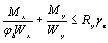 M_x / (φ_b W_x) + M_y / W_y ≤ R_y γ_c